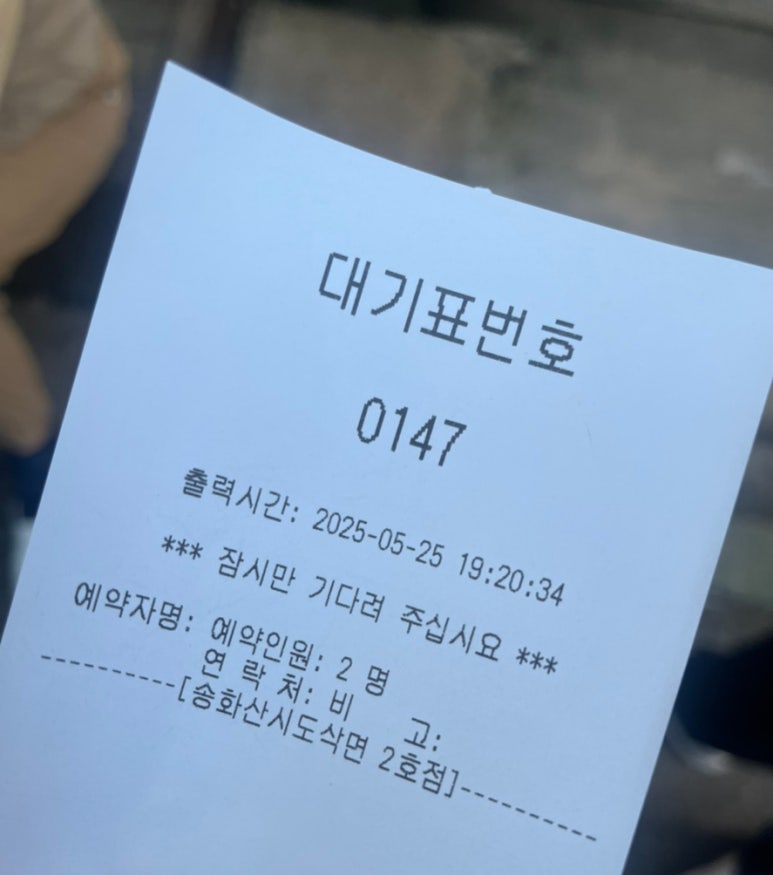 대기표번호
0147
출력시간: 2025-05-25 19:20:34
*** 잠시만 기다려 주십시요 ***
예약자명: 예약인원: 2 명
연 락 처: 비 고:
----------[송화산시도삭면 2호점]----------